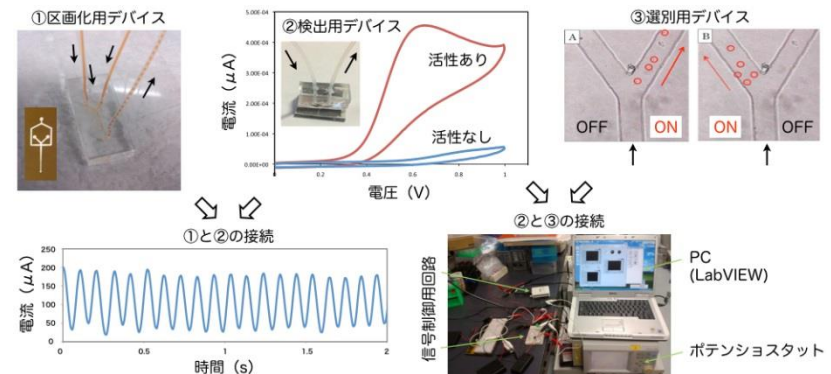 ①区画化用デバイス
②検出用デバイス
③選別用デバイス
電流（μA）
5.00E-04
4.00E-04
3.00E-04
2.00E-04
1.00E-04
0.00E+00
活性あり
活性なし
0 0.2 0.4 0.6 0.8 1
電圧（V）
A
OFF ON
B
ON OFF
①と②の接続
電流（μA）
250
200
150
100
50
0
0 0.5 1 1.5 2
時間（s）
②と③の接続
信号制御用回路
PC
(LabVIEW)
ポテンショスタット